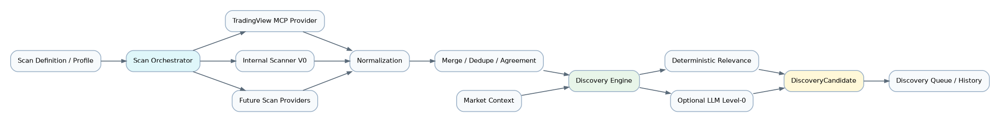 Scan Definition / Profile
Scan Orchestrator
TradingView MCP Provider
Internal Scanner V0
Future Scan Providers
Normalization
Merge / Dedupe / Agreement
Market Context
Discovery Engine
Deterministic Relevance
Optional LLM Level-0
DiscoveryCandidate
Discovery Queue / History